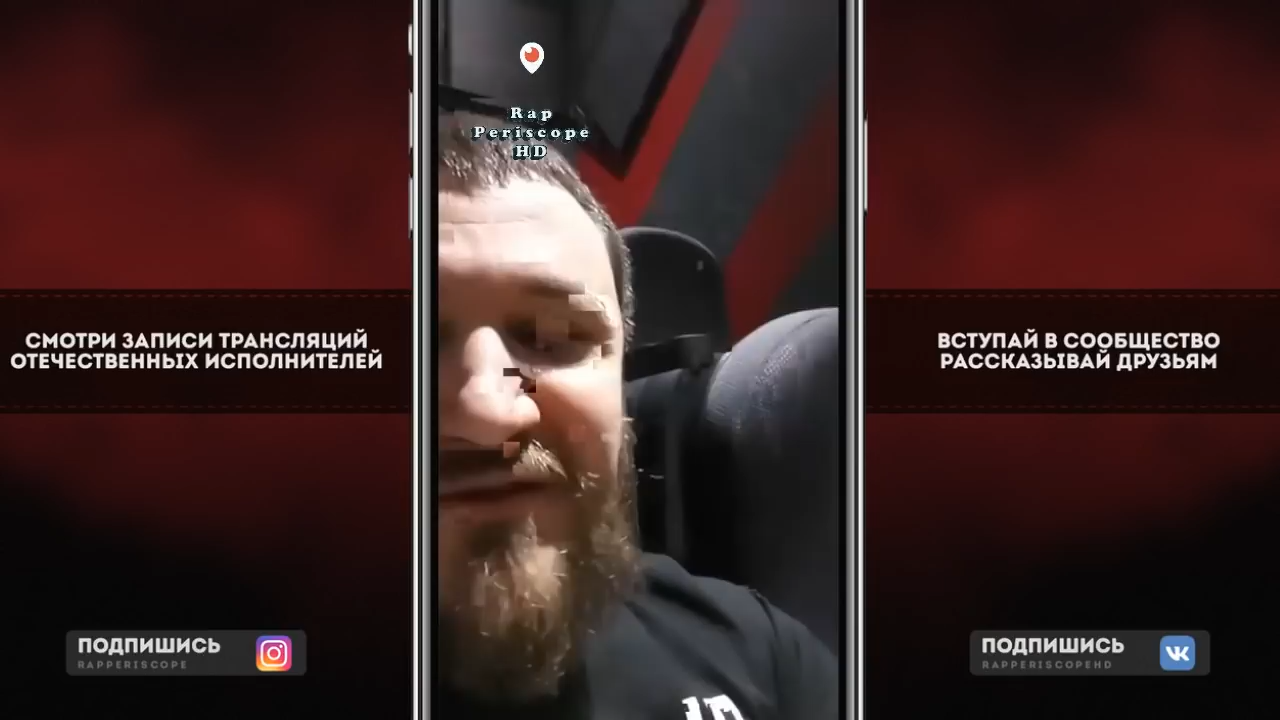 Rap
Periscope
HD
СМОТРИ ЗАПИСИ ТРАНСЛЯЦИЙ
ОТЕЧЕСТВЕННЫХ ИСПОЛНИТЕЛЕЙ
ВСТУПАЙ В СООБЩЕСТВО
РАССКАЗЫВАЙ ДРУЗЬЯМ
ПОДПИШИСЬ
RAPPERISCOPE
ПОДПИШИСЬ
RAPPERISCOPEHD